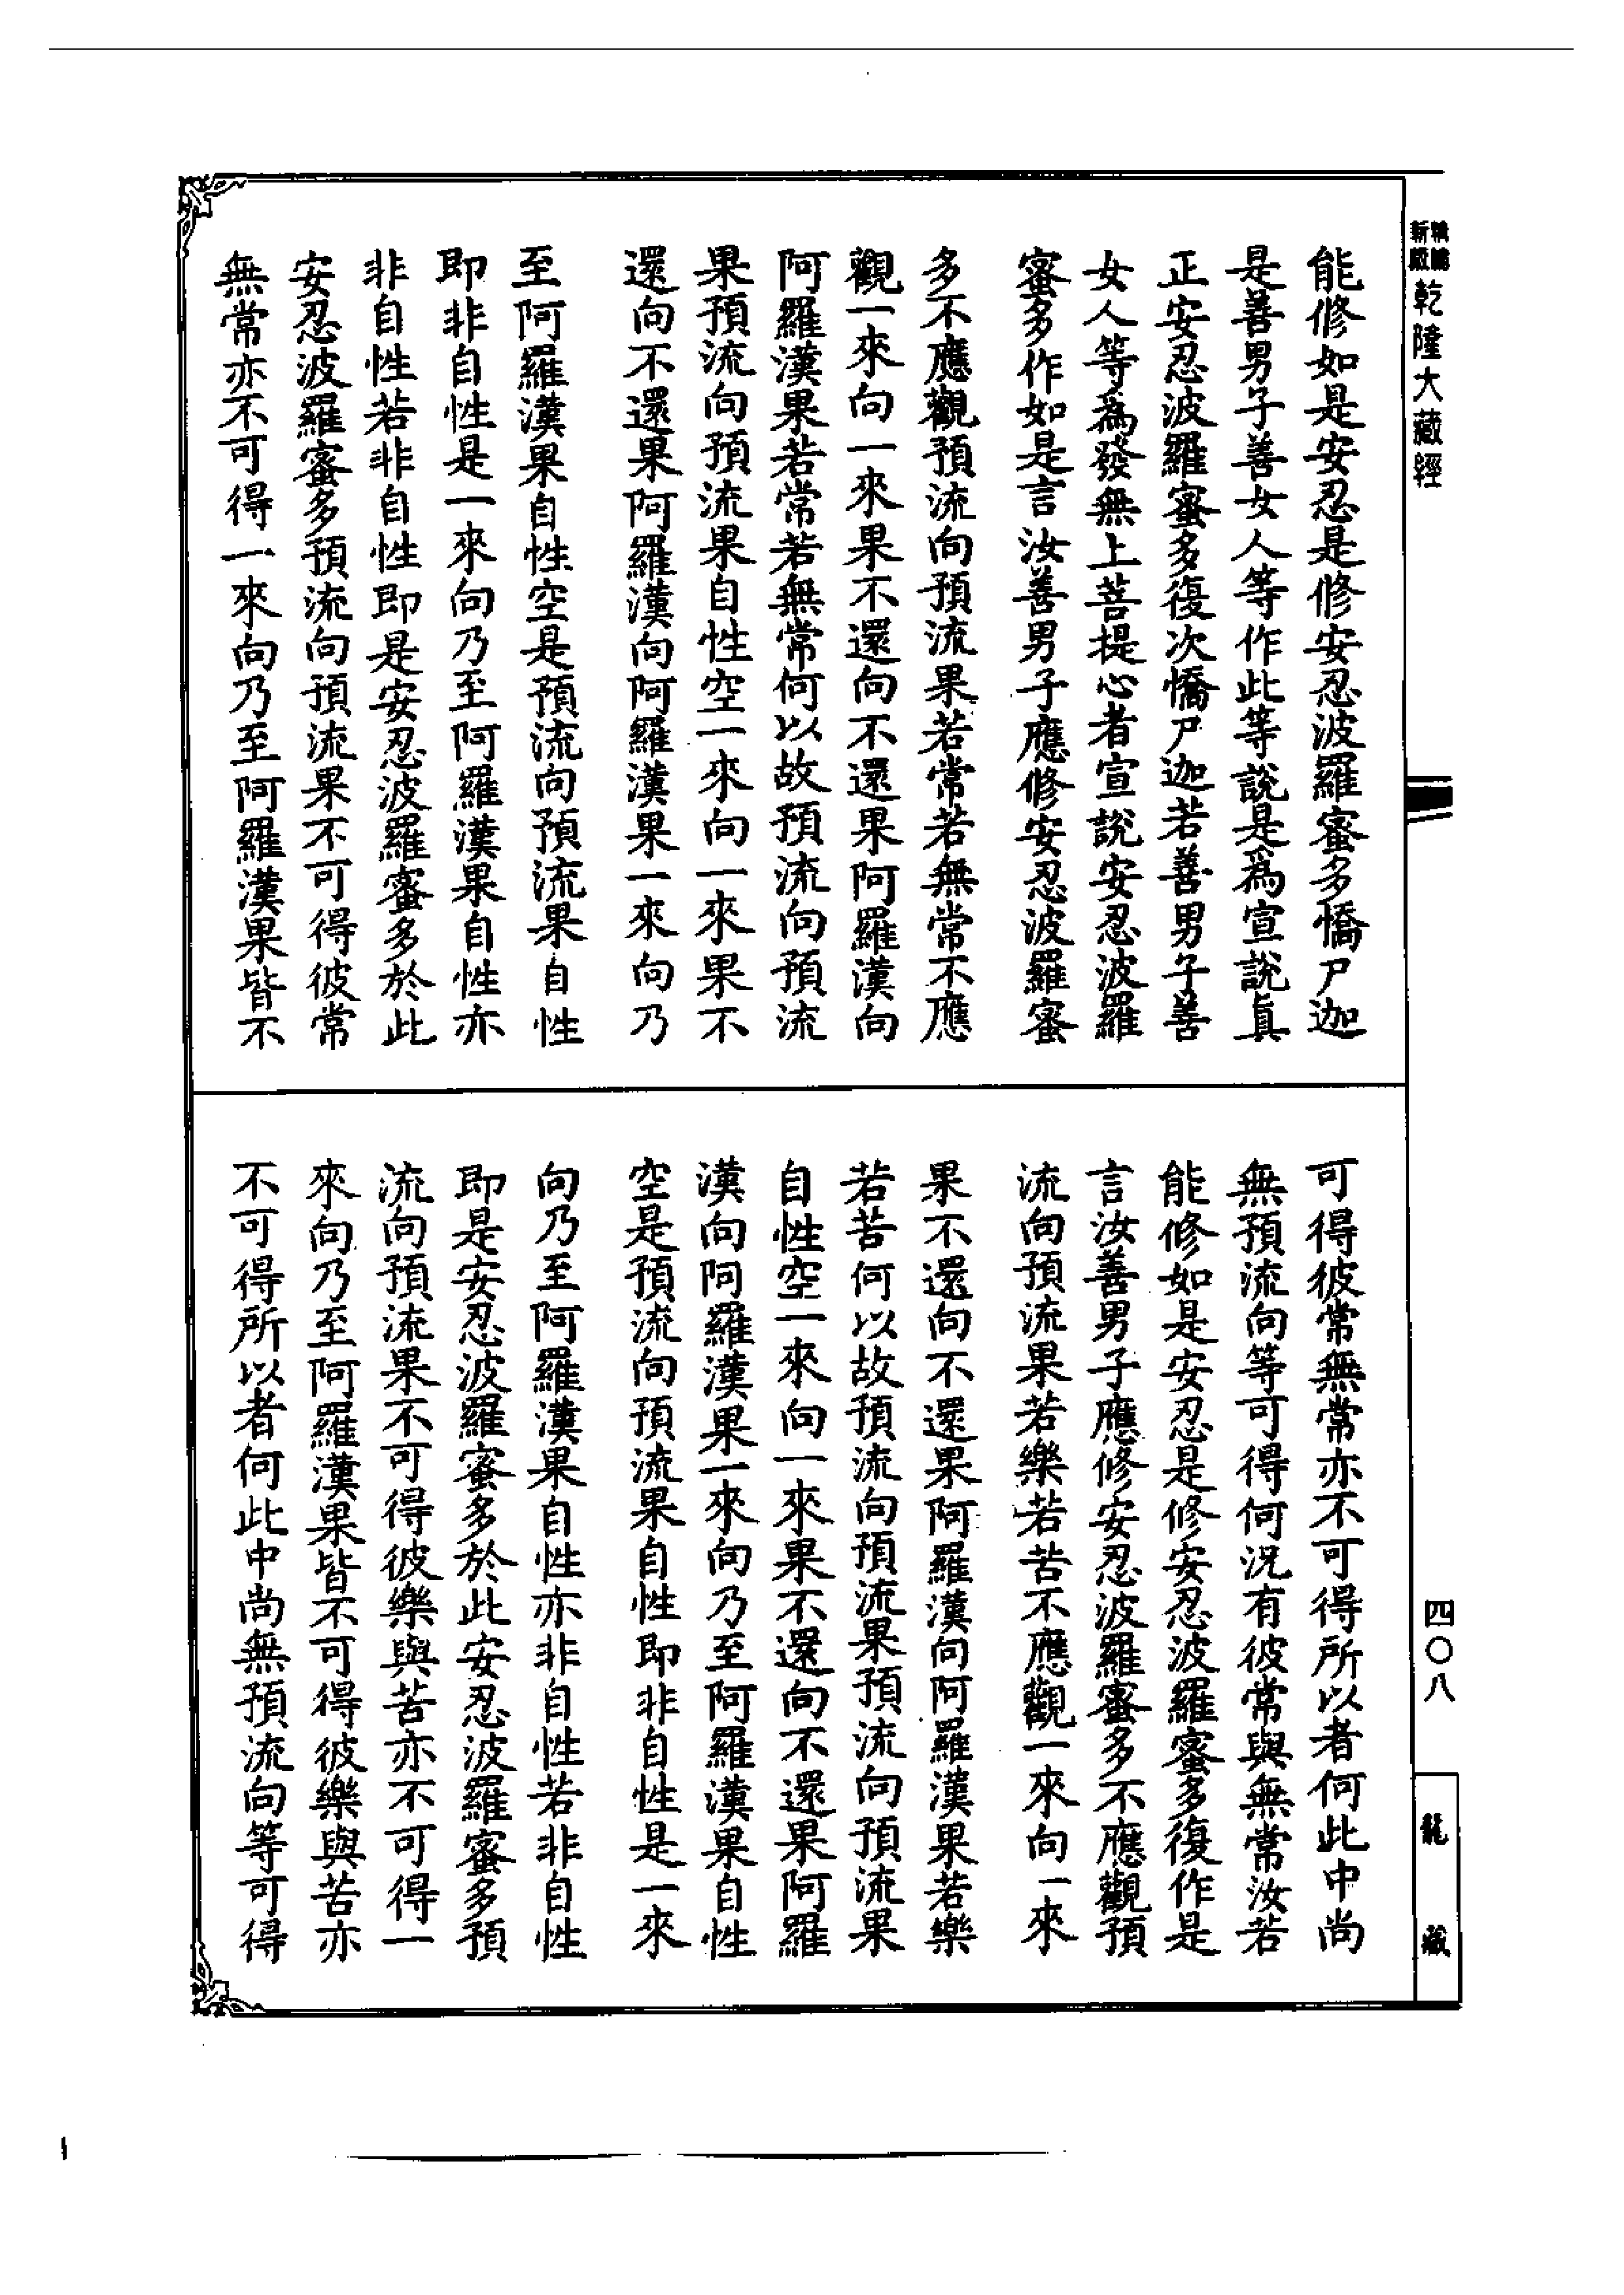 乾隆大藏經
能修如是安忍是修安忍波羅蜜多憍尸迦
是善男子善女人等作此等說是爲宣說眞
正安忍波羅蜜多復次憍尸迦若善男子善
女人等爲發無上菩提心者宣說安忍波羅
蜜多作如是言汝善男子應修安忍波羅蜜
多不應觀預流向預流果若常若無常不應
觀一來向一來果不還向不還果阿羅漢向
阿羅漢果若常若無常何以故預流向預流
果預流向預流果自性空一來向一來果不
還向不還果阿羅漢向阿羅漢果一來向乃
至阿羅漢果自性空是預流向預流果自性
即非自性是一來向乃至阿羅漢果自性亦
非自性若非自性即是安忍波羅蜜多於此
安忍波羅蜜多預流向預流果不可得彼常
無常亦不可得一來向乃至阿羅漢果皆不
可得彼常無常亦不可得所以者何此中尚
無預流向等可得何況有彼常與無常汝若
能修如是安忍是修安忍波羅蜜多復作是
言汝善男子應修安忍波羅蜜多不應觀預
流向預流果若樂若苦不應觀一來向一來
果不還向不還果阿羅漢向阿羅漢果若樂
若苦何以故預流向預流果預流向預流果
自性空一來向一來果不還向不還果阿羅
漢向阿羅漢果一來向乃至阿羅漢果自性
空是預流向預流果自性即非自性是一來
向乃至阿羅漢果自性亦非自性若非自性
即是安忍波羅蜜多於此安忍波羅蜜多預
流向預流果不可得彼樂與苦亦不可得一
來向乃至阿羅漢果皆不可得彼樂與苦亦
不可得所以者何此中尚無預流向等可得
四〇八
龍藏